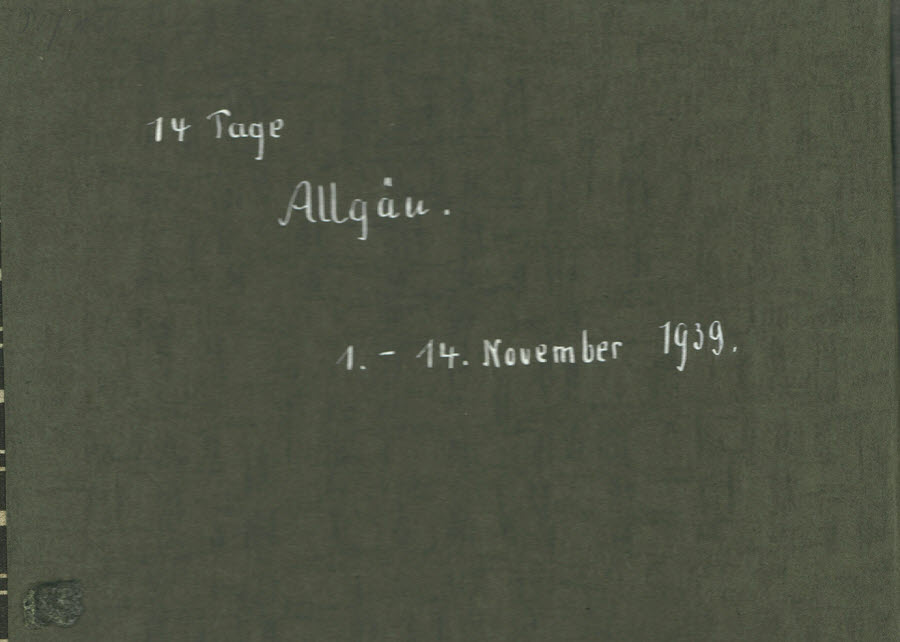 14 Tage
Allgäu.
1. - 14. November 1939.